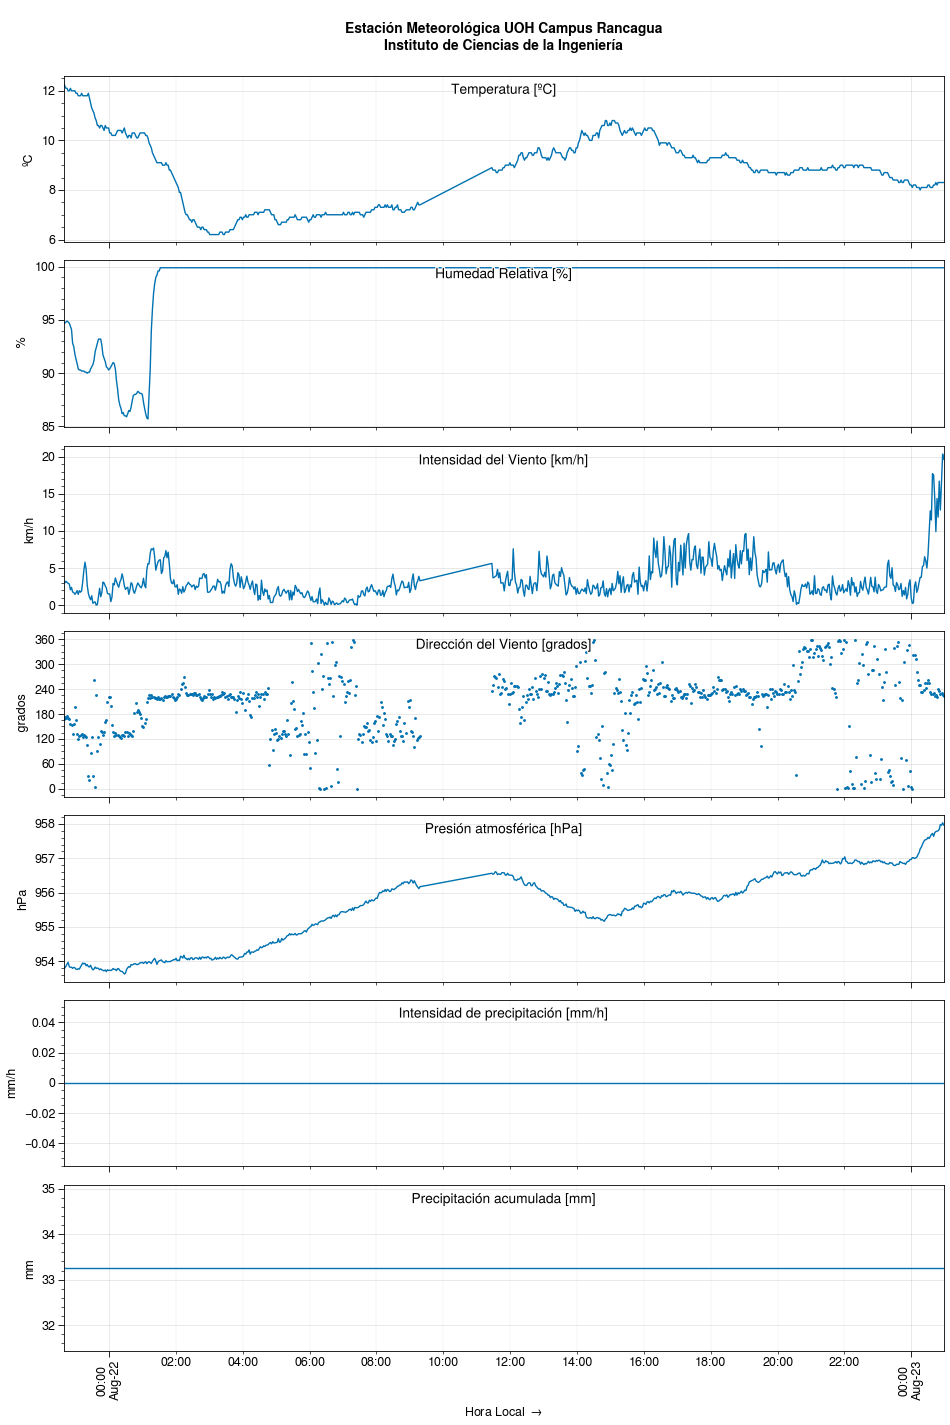 Estación Meteorológica UOH Campus Rancagua
Instituto de Ciencias de la Ingeniería
Temperatura [ºC]
ºC
12
10
8
6
Humedad Relativa [%]
%
100
95
90
85
Intensidad del Viento [km/h]
km/h
20
15
10
5
0
Dirección del Viento [grados]
grados
360
300
240
180
120
60
0
Presión atmosférica [hPa]
hPa
958
957
956
955
954
Intensidad de precipitación [mm/h]
mm/h
0.04
0.02
0
−0.02
−0.04
Precipitación acumulada [mm]
mm
35
34
33
32
00:00
Aug-22
02:00
04:00
06:00
08:00
10:00
12:00
14:00
16:00
18:00
20:00
22:00
00:00
Aug-23
Hora Local →